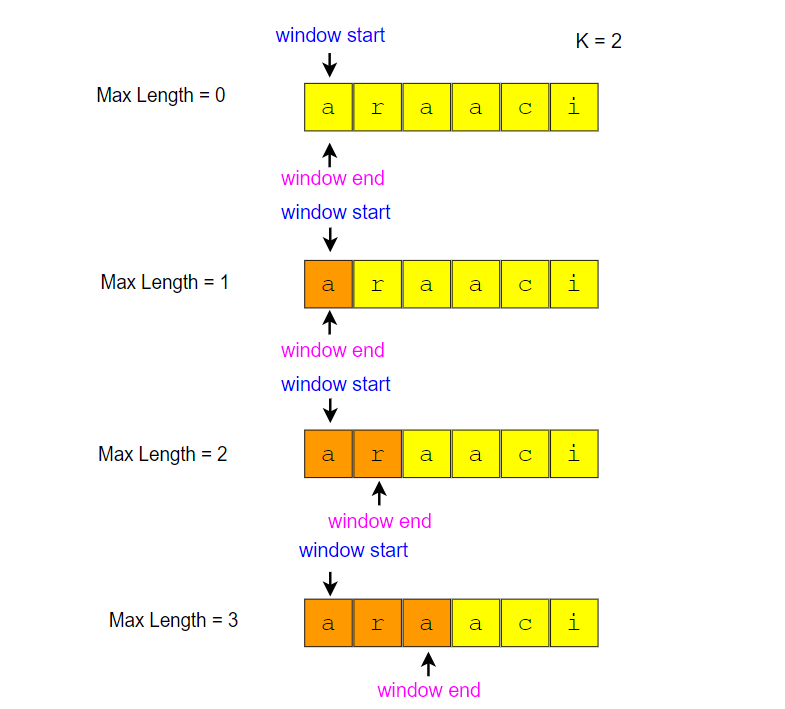 window start
K = 2
Max Length = 0
a r a a c i
window end
window start
Max Length = 1
a r a a c i
window end
window start
Max Length = 2
a r a a c i
window end
window start
Max Length = 3
a r a a c i
window end